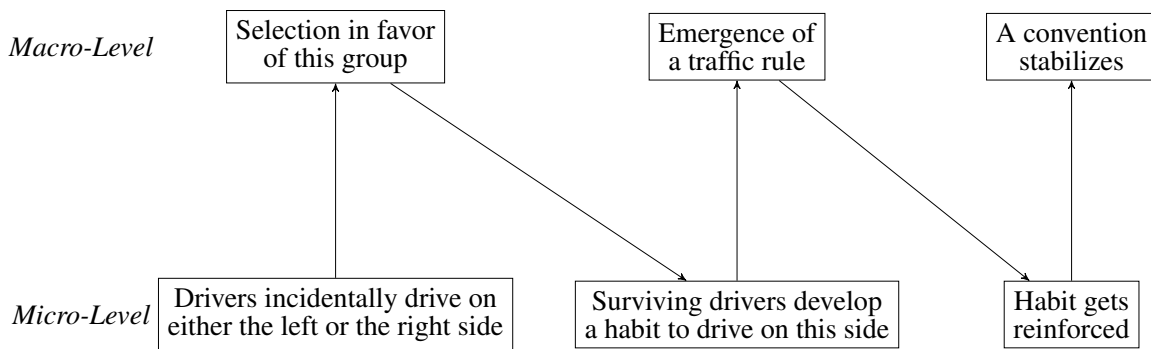 Macro-Level
Selection in favor
of this group
Emergence of
a traffic rule
A convention
stabilizes
Micro-Level
Drivers incidentally drive on
either the left or the right side
Surviving drivers develop
a habit to drive on this side
Habit gets
reinforced